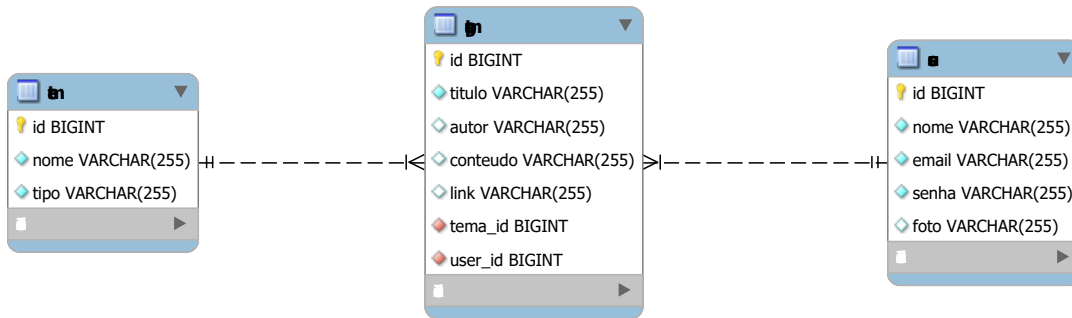 id BIGINT
nome VARCHAR(255)
tipo VARCHAR(255)
id BIGINT
titulo VARCHAR(255)
autor VARCHAR(255)
conteudo VARCHAR(255)
link VARCHAR(255)
tema_id BIGINT
user_id BIGINT
id BIGINT
nome VARCHAR(255)
email VARCHAR(255)
senha VARCHAR(255)
foto VARCHAR(255)